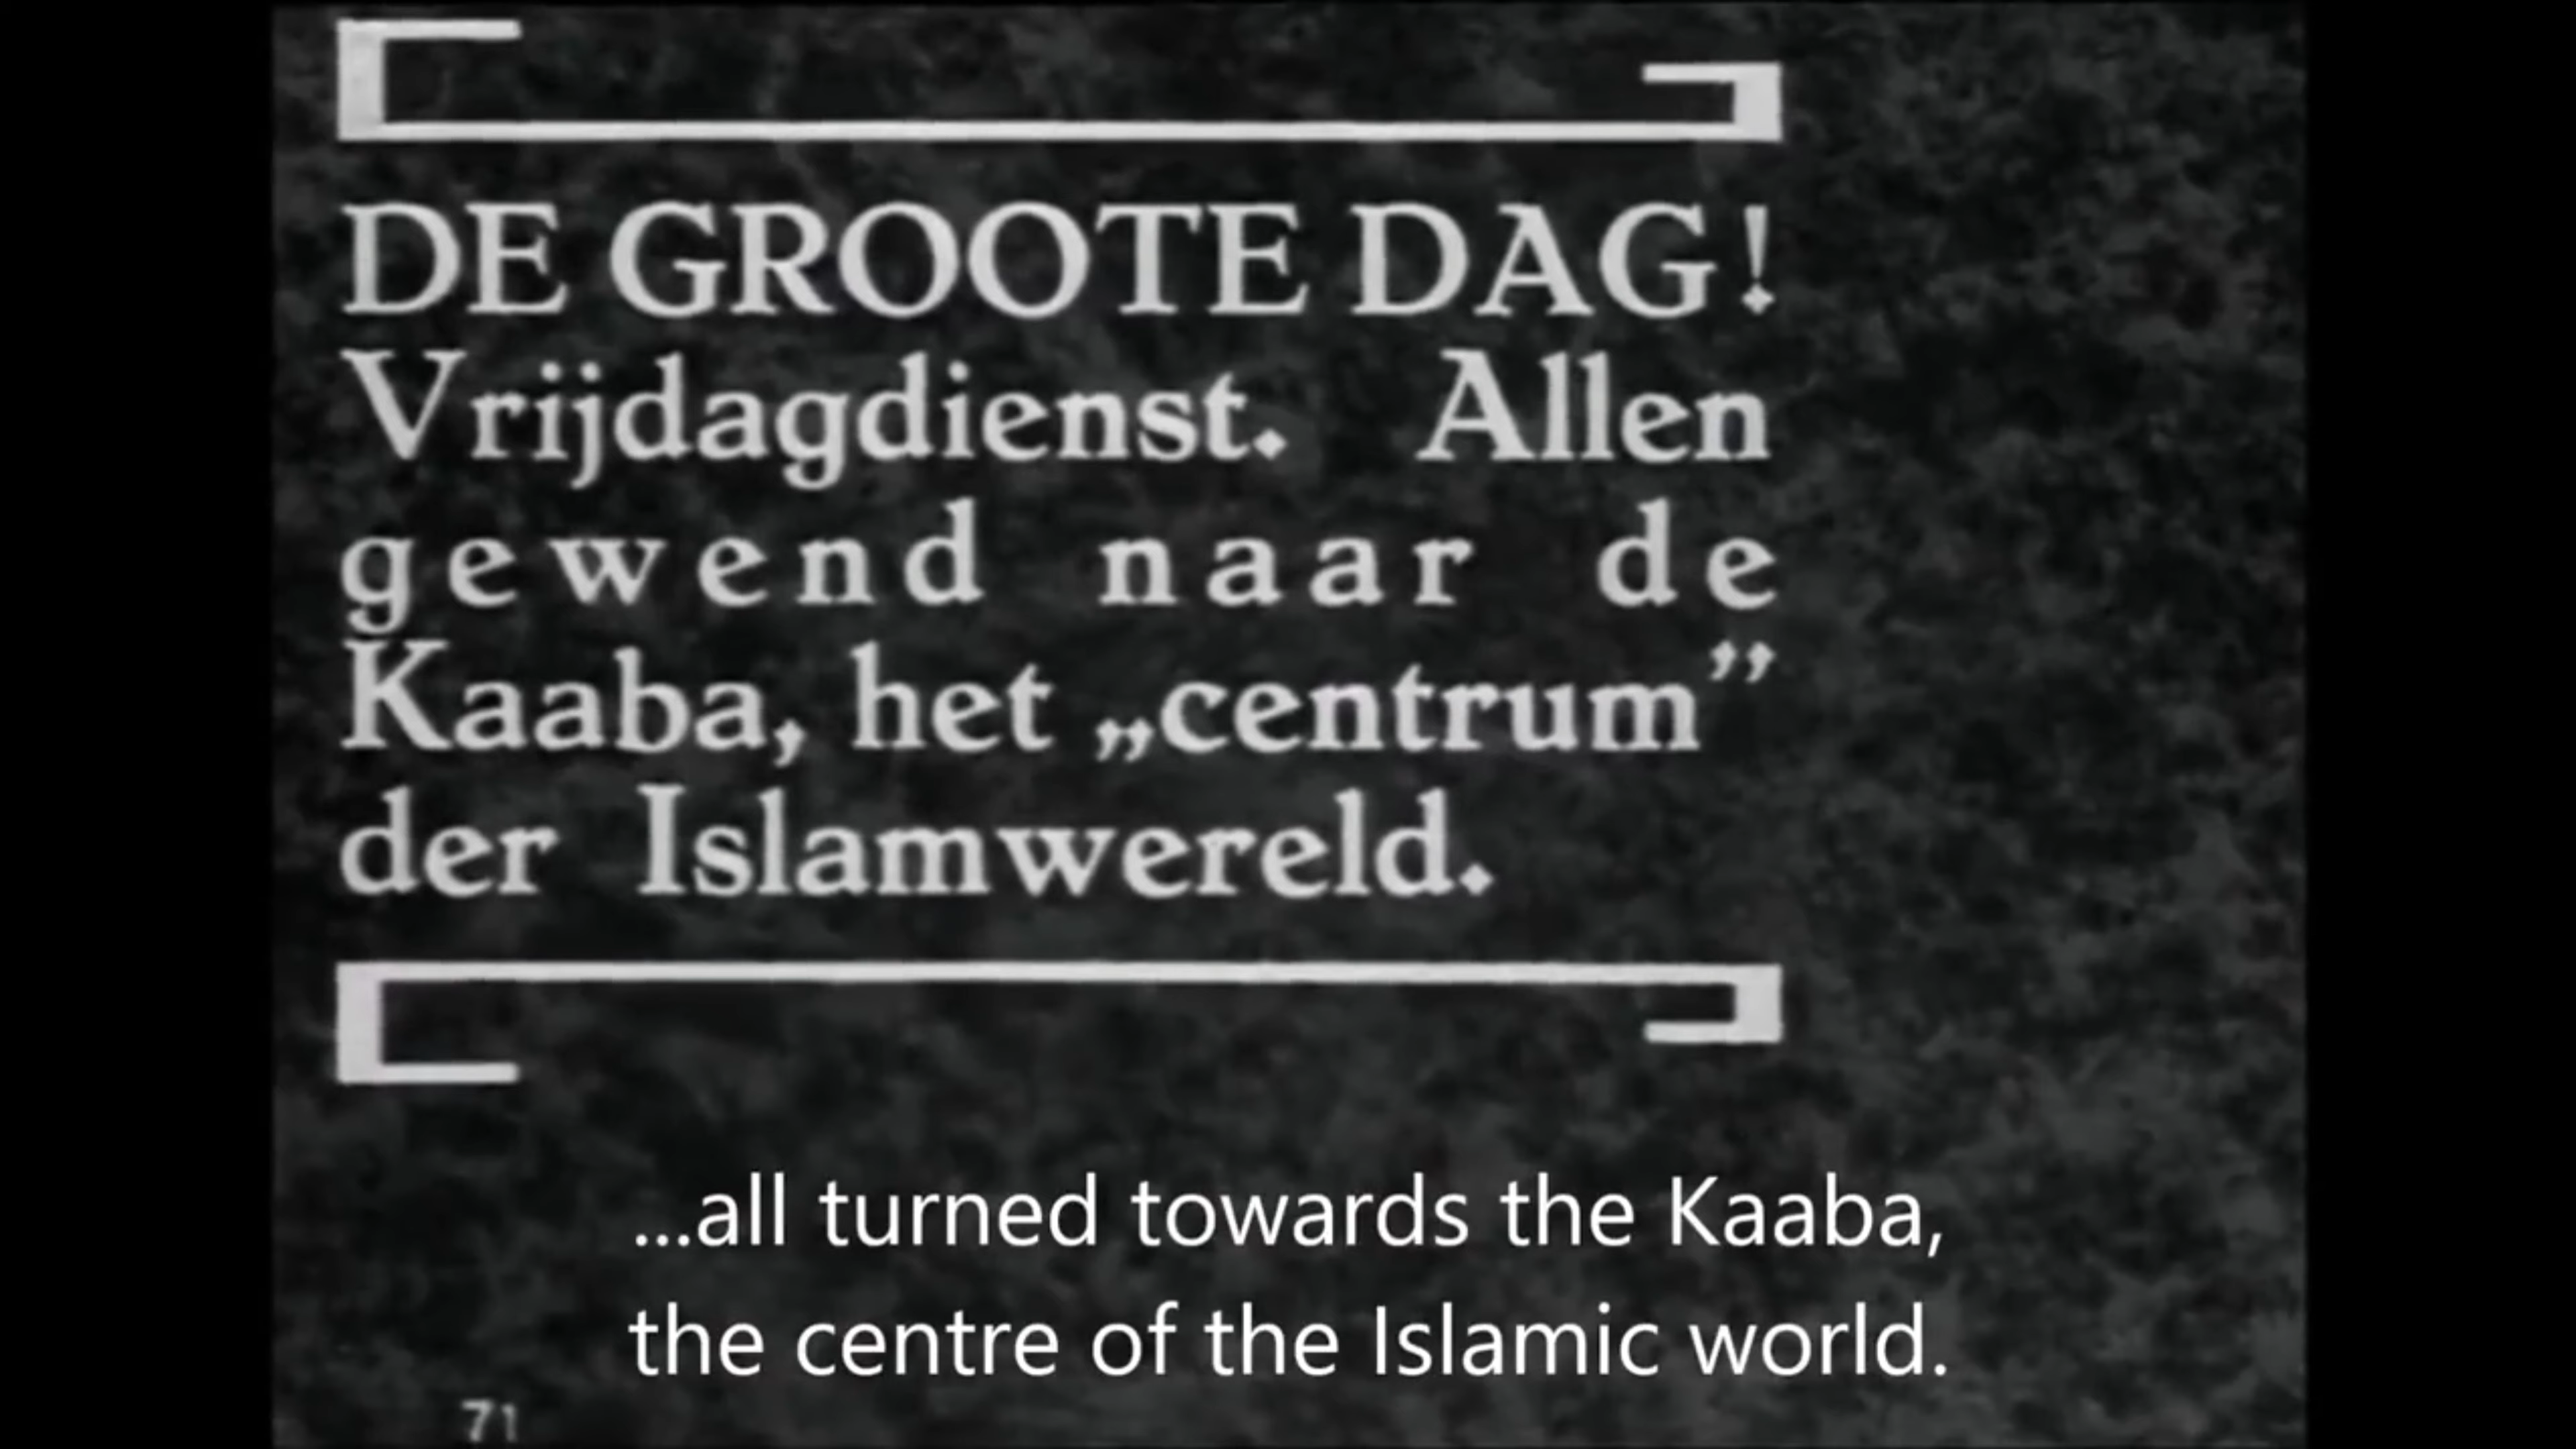 DE GROOTE DAG!
Vrijdagdienst. Allen
gewend naar de
Kaaba, het „centrum”
der Islamwereld.
...all turned towards the Kaaba,
the centre of the Islamic world.
71